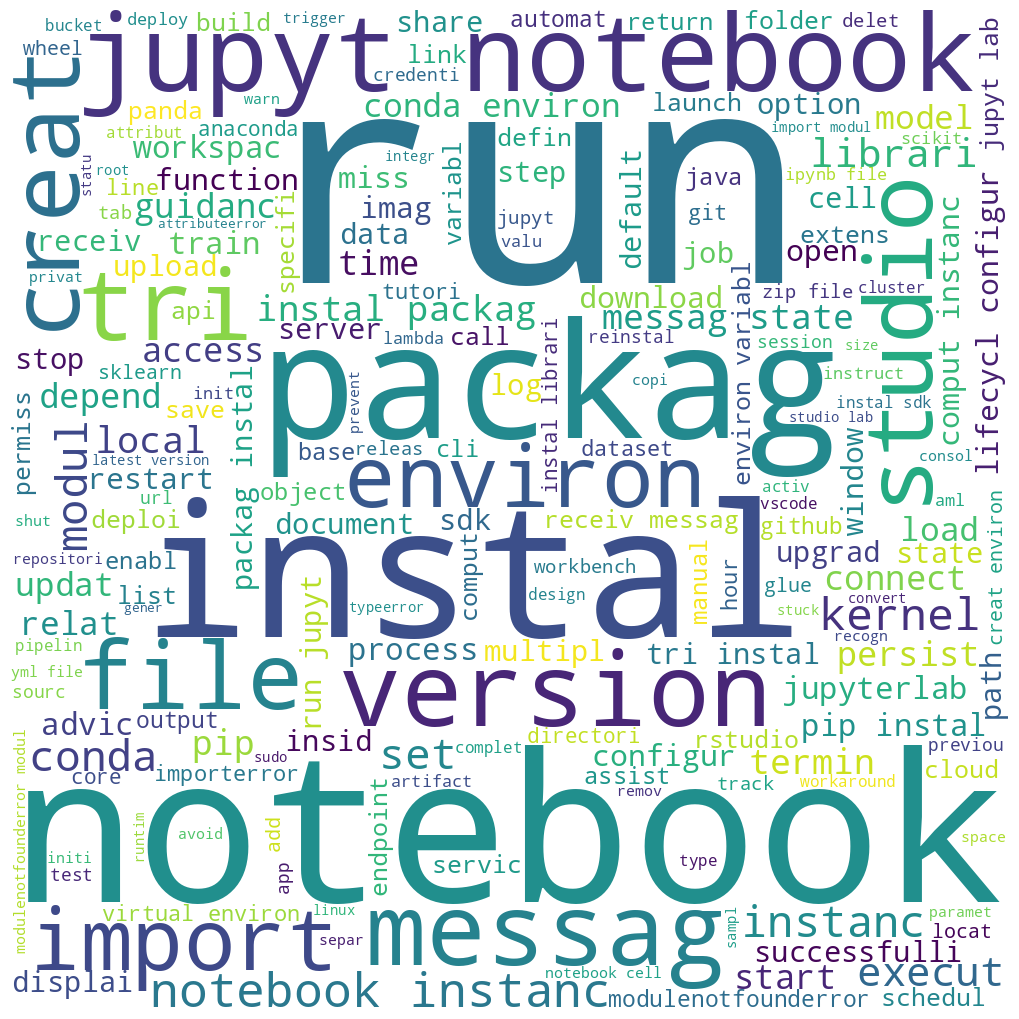 bucket
deploy
build
trigger
share
automat
return
folder
delet
wheel
jupyt notebook
link
credenti
creat
warn
panda
conda environ
launch
option
model
jupyt lab
attribut
anaconda
defin
import modul
scikit
workspac
run
librari
statu
root
function
integr
miss
step
java
ipynb file
line
guidanc
imag
variabl
default
cell
tab
attributeerror
jupyt
git
receiv
train
specifi
data
valu
job
open
extens
studio
privat
upload
time
tri
api
tutori
download
zip file
cluster
instal packag
messag state
comput instanc
lifecycl configur
server
lambda
call
reinstal
session
size
stop
access
sklearn
packag
init
prevent
log
copi
instruct
depend
save
studio lab
instal sdk
permiss
modul
local
packag instal
base
releas
cli
instal librari
dataset
environ variabl
window
consol
latest version
restart
environ
url
object
activ
vscode
aml
shut
deploi
document
sdk
receiv messag
github
load
repositori
enabl
instal
comput
workbench
manual
hour
upgrad
state
updat
list
gener
typeerror
design
glue
connect
creat environ
relat
stuck
convert
kernel
recogn
pipelin
file
run jupyt
process
multipl
tri instal
persist
path
yml file
sourc
version
jupyterlab
advic
output
insid
directori
rstudio
pip instal
conda
pip
sudo
set
complet
configur
termin
previou
core
importerror
artifact
assist
remov
track
workaround
cloud
modulenotfounderror modul
notebook
runtim
avoid
add
endpoint
initi
test
app
servic
type
space
virtual environ
linux
messag
sampl
instanc
paramet
import
separ
successfulli
locat
displai
notebook cell
start
execut
notebook instanc
modulenotfounderror
schedul